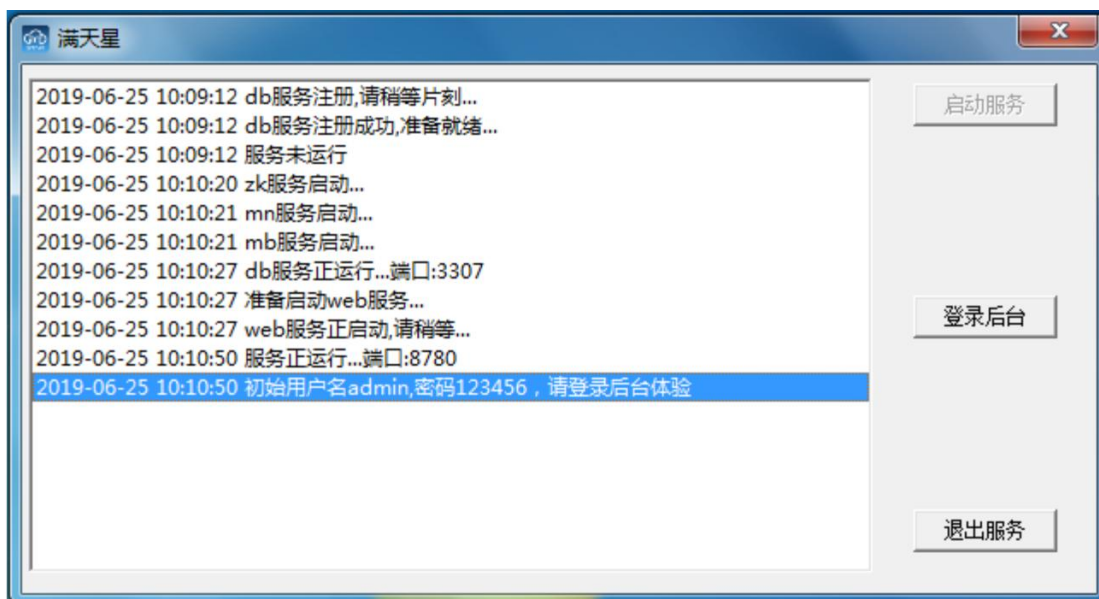 满天星
2019-06-25 10:09:12 db服务注册,请稍等片刻...
2019-06-25 10:09:12 db服务注册成功,准备就绪...
2019-06-25 10:09:12 服务未运行
2019-06-25 10:10:20 zk服务启动...
2019-06-25 10:10:21 mn服务启动...
2019-06-25 10:10:21 mb服务启动...
2019-06-25 10:10:27 db服务正运行...端口:3307
2019-06-25 10:10:27 准备启动web服务...
2019-06-25 10:10:27 web服务正启动,请稍等...
2019-06-25 10:10:50 服务正运行...端口:8780
2019-06-25 10:10:50 初始用户名admin,密码123456，请登录后台体验
启动服务
登录后台
退出服务